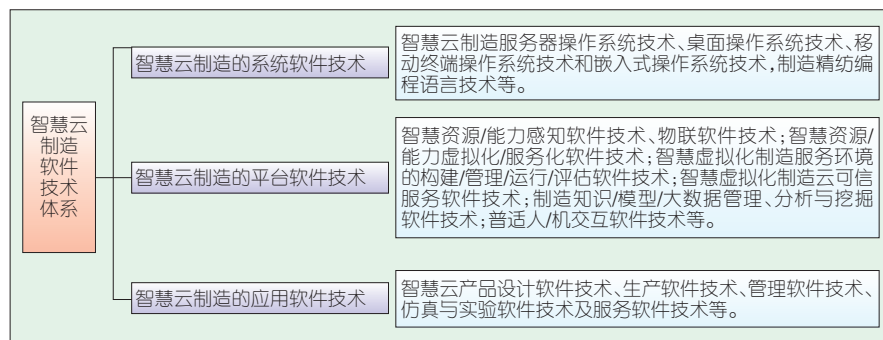 智慧云
制造
软件
技术
体系
智慧云制造的系统软件技术
智慧云制造服务器操作系统技术、桌面操作系统技术、移
动终端操作系统技术和嵌入式操作系统技术,制造精纺编
程语言技术等。
智慧云制造的平台软件技术
智慧资源/能力感知软件技术、物联软件技术;智慧资源/
能力虚拟化/服务化软件技术;智慧虚拟化制造服务环境
的构建/管理/运行/评估软件技术;智慧虚拟化制造云可信
服务软件技术;制造知识/模型/大数据管理、分析与挖掘
软件技术;普适人/机交互软件技术等。
智慧云制造的应用软件技术
智慧云产品设计软件技术、生产软件技术、管理软件技术、
仿真与实验软件技术及服务软件技术等。